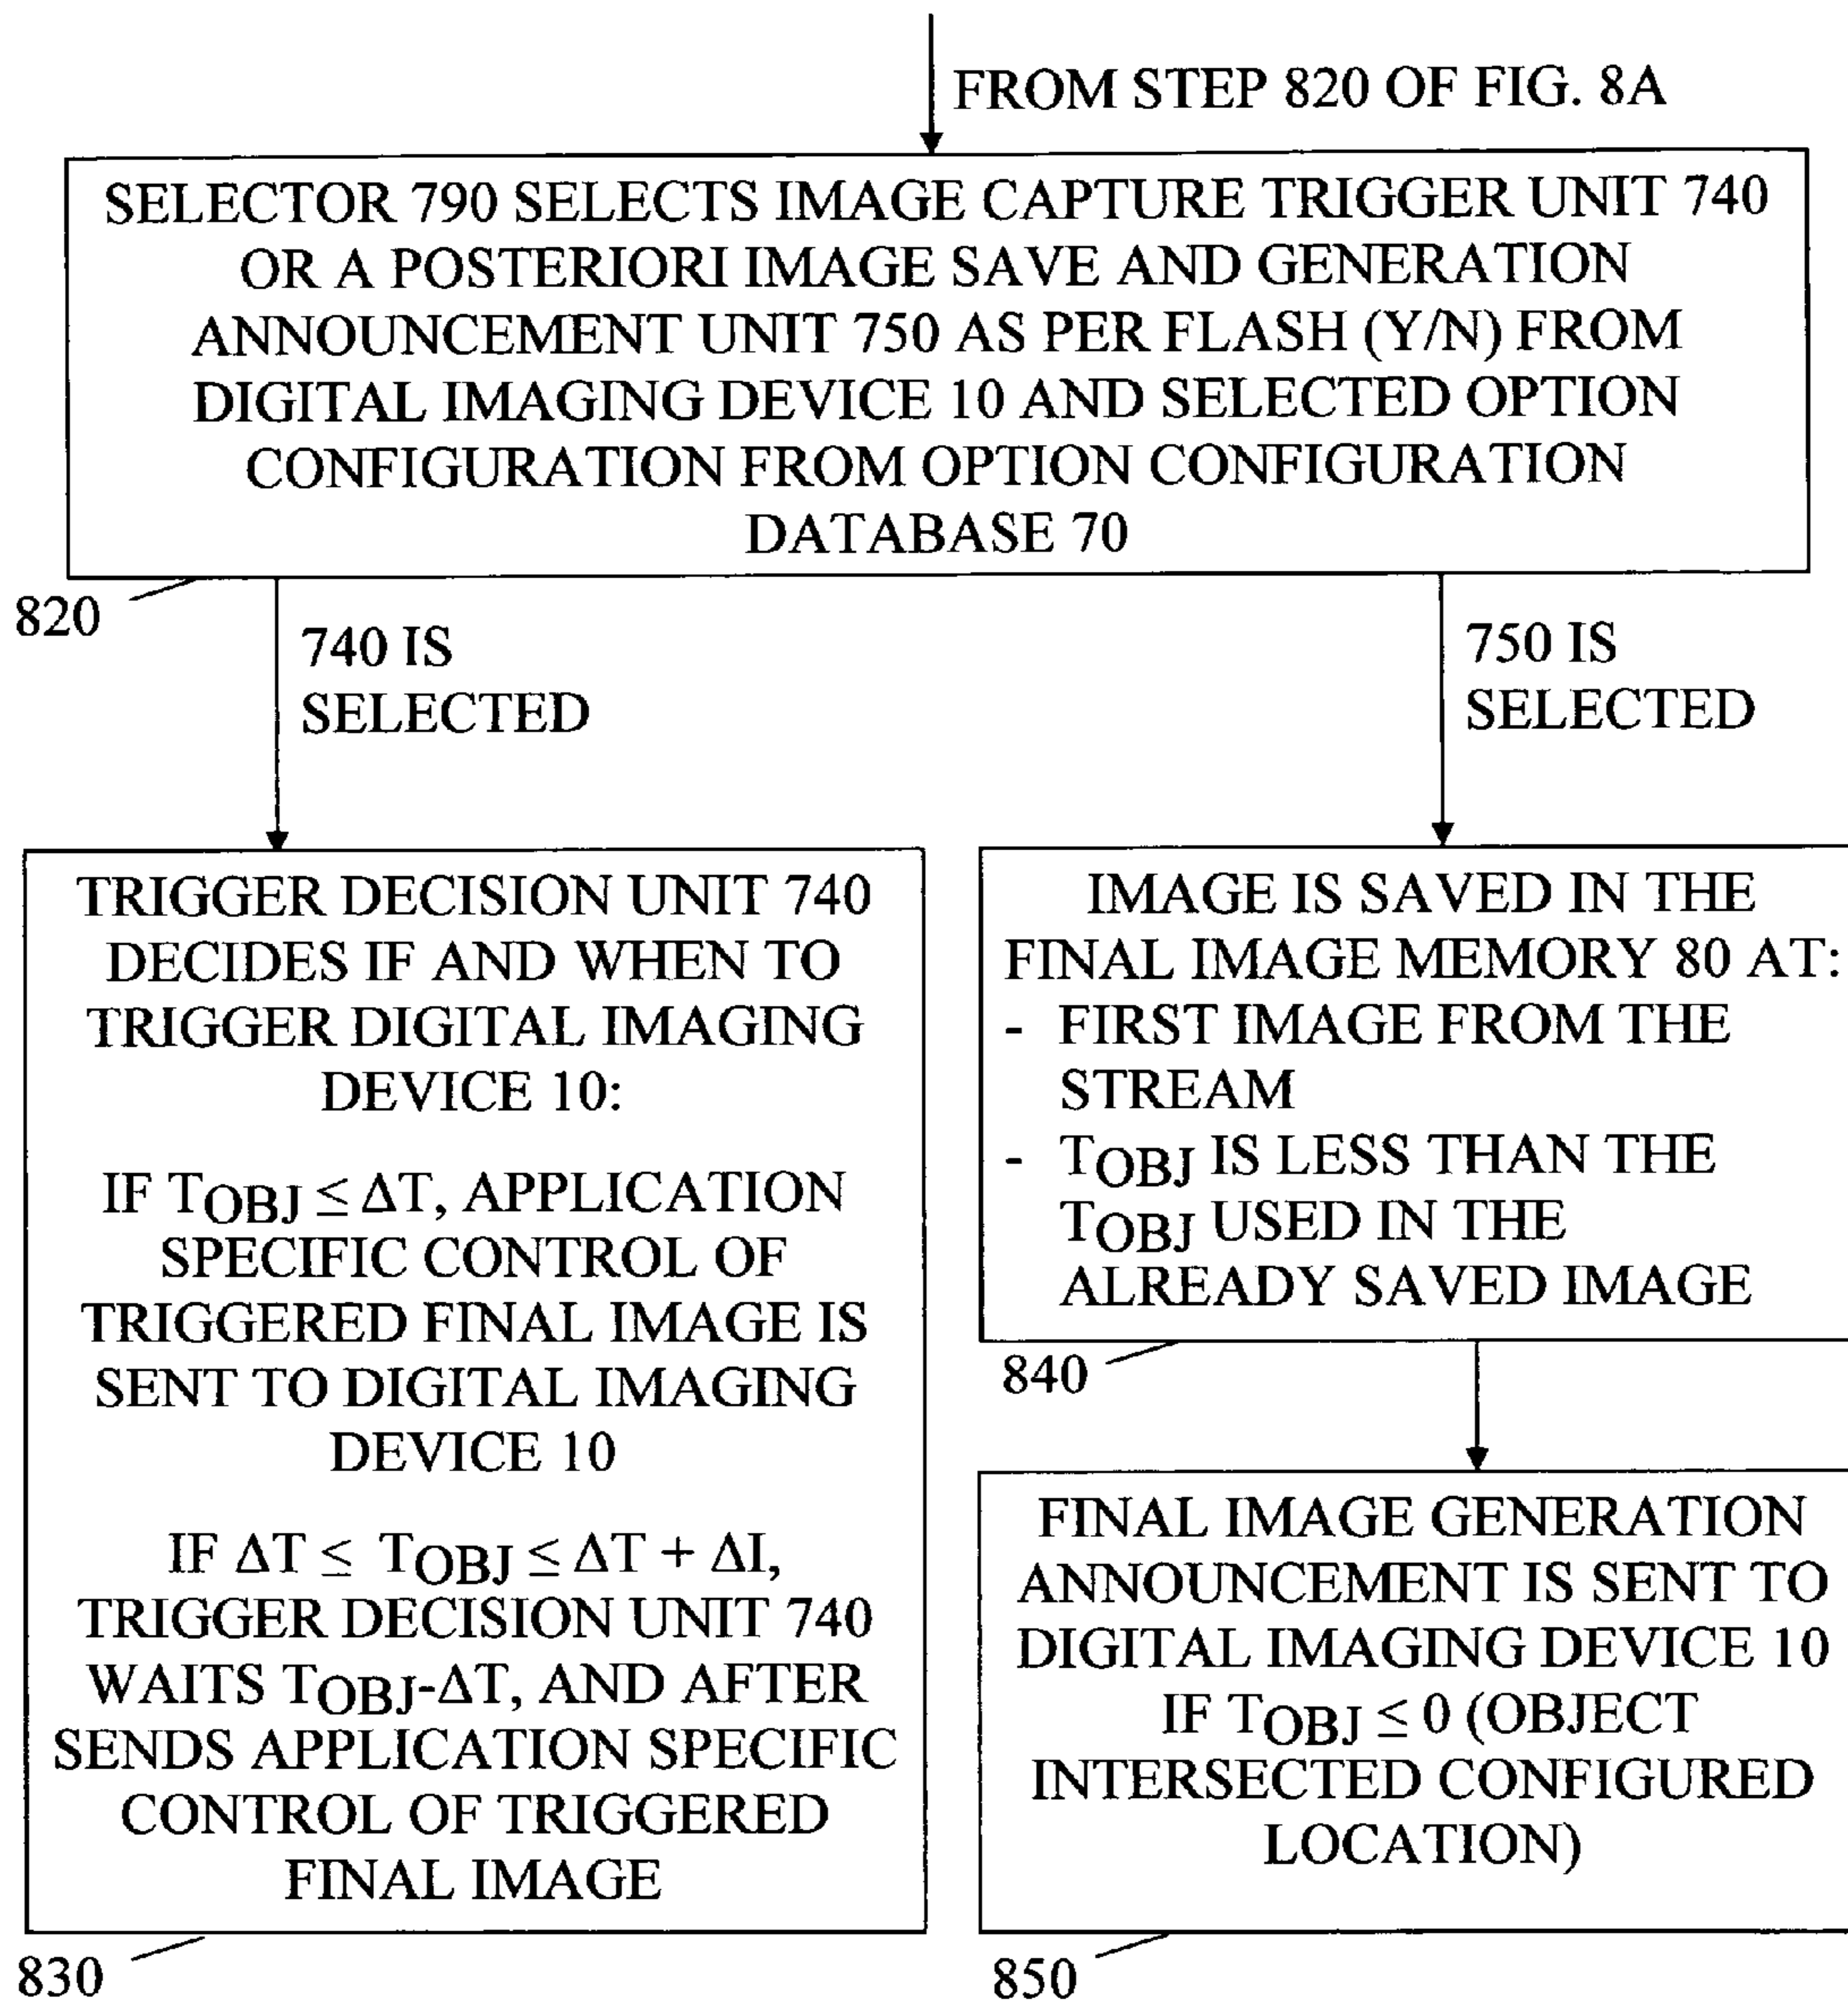 FROM STEP 820 OF FIG. 8A
SELECTOR 790 SELECTS IMAGE CAPTURE TRIGGER UNIT 740
OR A POSTERIORI IMAGE SAVE AND GENERATION
ANNOUNCEMENT UNIT 750 AS PER FLASH (Y/N) FROM
DIGITAL IMAGING DEVICE 10 AND SELECTED OPTION
CONFIGURATION FROM OPTION CONFIGURATION
DATABASE 70
820
740 IS
SELECTED
750 IS
SELECTED
TRIGGER DECISION UNIT 740
DECIDES IF AND WHEN TO
TRIGGER DIGITAL IMAGING
DEVICE 10:
IF TOBJ ≤ ΔT, APPLICATION
SPECIFIC CONTROL OF
TRIGGERED FINAL IMAGE IS
SENT TO DIGITAL IMAGING
DEVICE 10
IF ΔT ≤ TOBJ ≤ ΔT + ΔI,
TRIGGER DECISION UNIT 740
WAITS TOBJ-ΔT, AND AFTER
SENDS APPLICATION SPECIFIC
CONTROL OF TRIGGERED
FINAL IMAGE
830
IMAGE IS SAVED IN THE
FINAL IMAGE MEMORY 80 AT:
- FIRST IMAGE FROM THE
STREAM
- TOBJ IS LESS THAN THE
TOBJ USED IN THE
ALREADY SAVED IMAGE
840
FINAL IMAGE GENERATION
ANNOUNCEMENT IS SENT TO
DIGITAL IMAGING DEVICE 10
IF TOBJ ≤ 0 (OBJECT
INTERSECTED CONFIGURED
LOCATION)
850